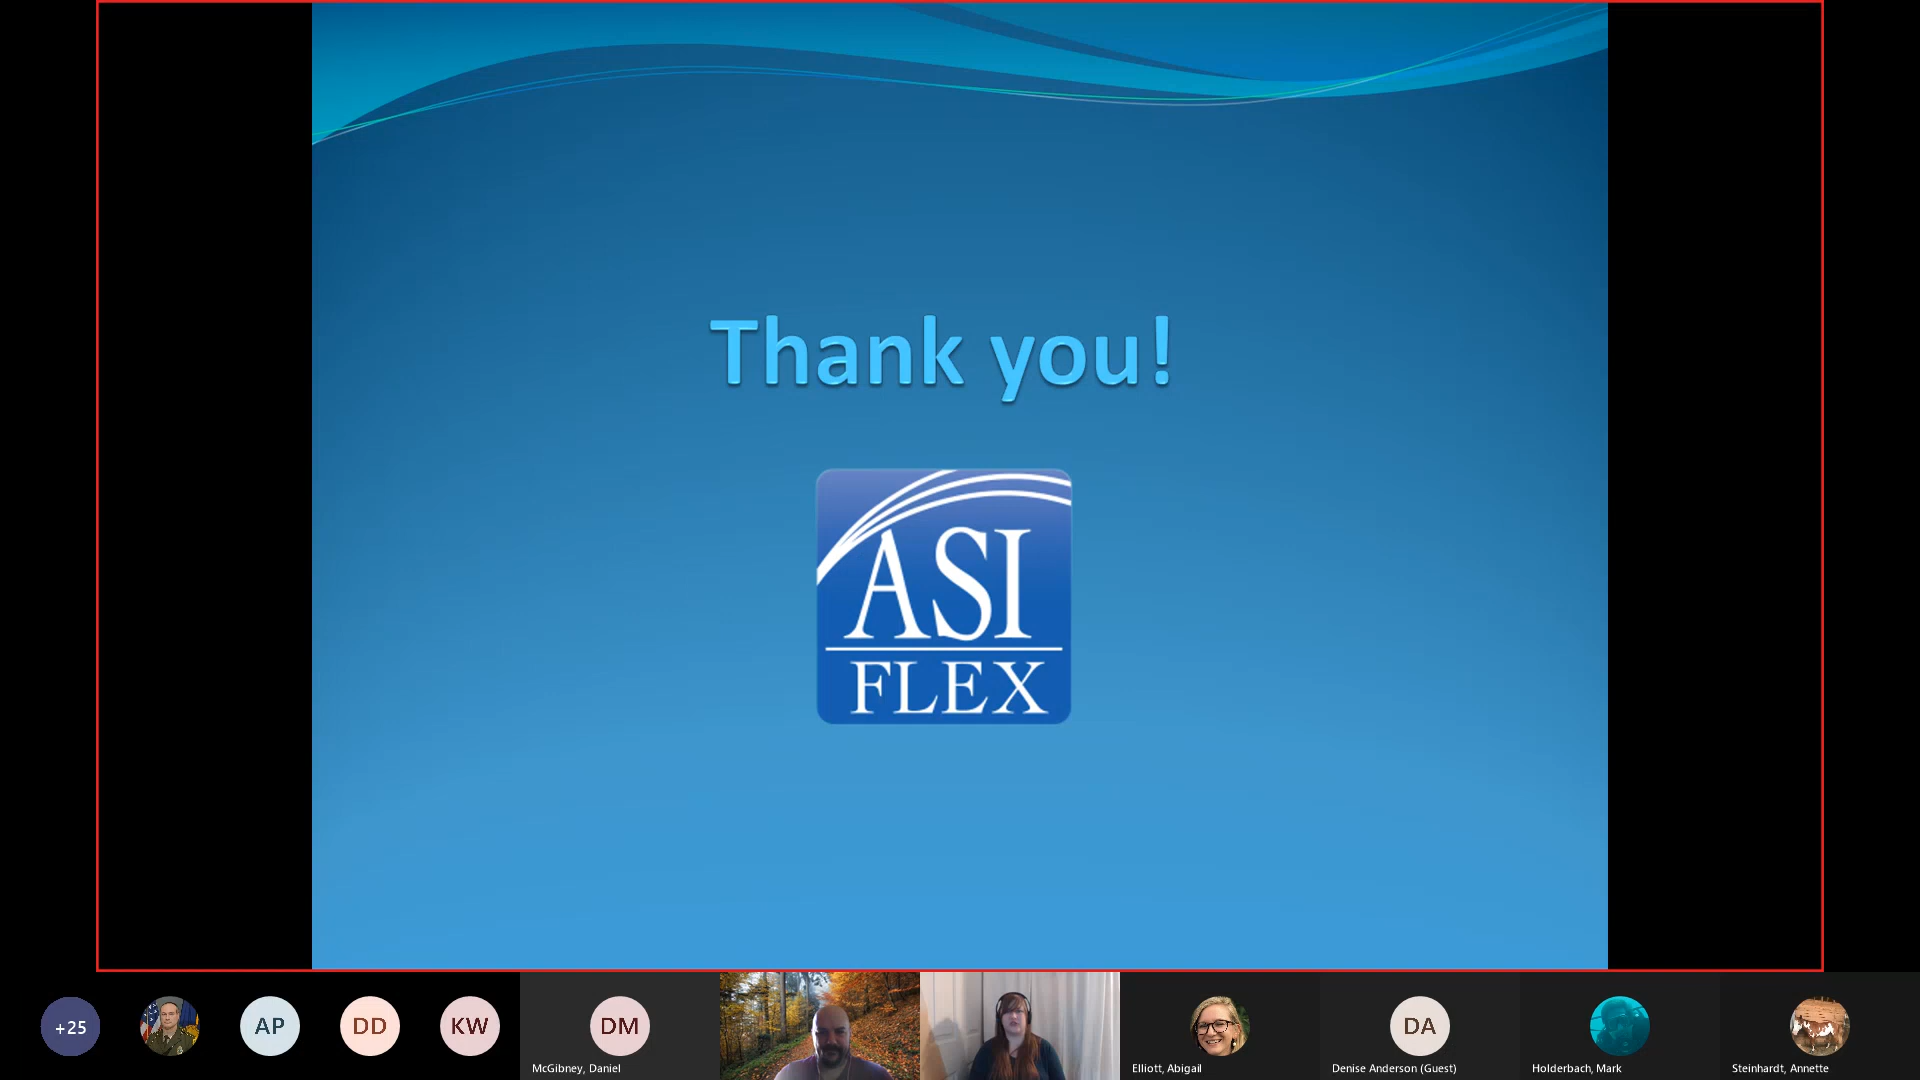 Thank you!
ASI
FLEX
+25
AP
DD
KW
DM
McGibney, Daniel
Elliott, Abigail
DA
Denise Anderson (Guest)
Holderbach, Mark
Steinhardt, Annette